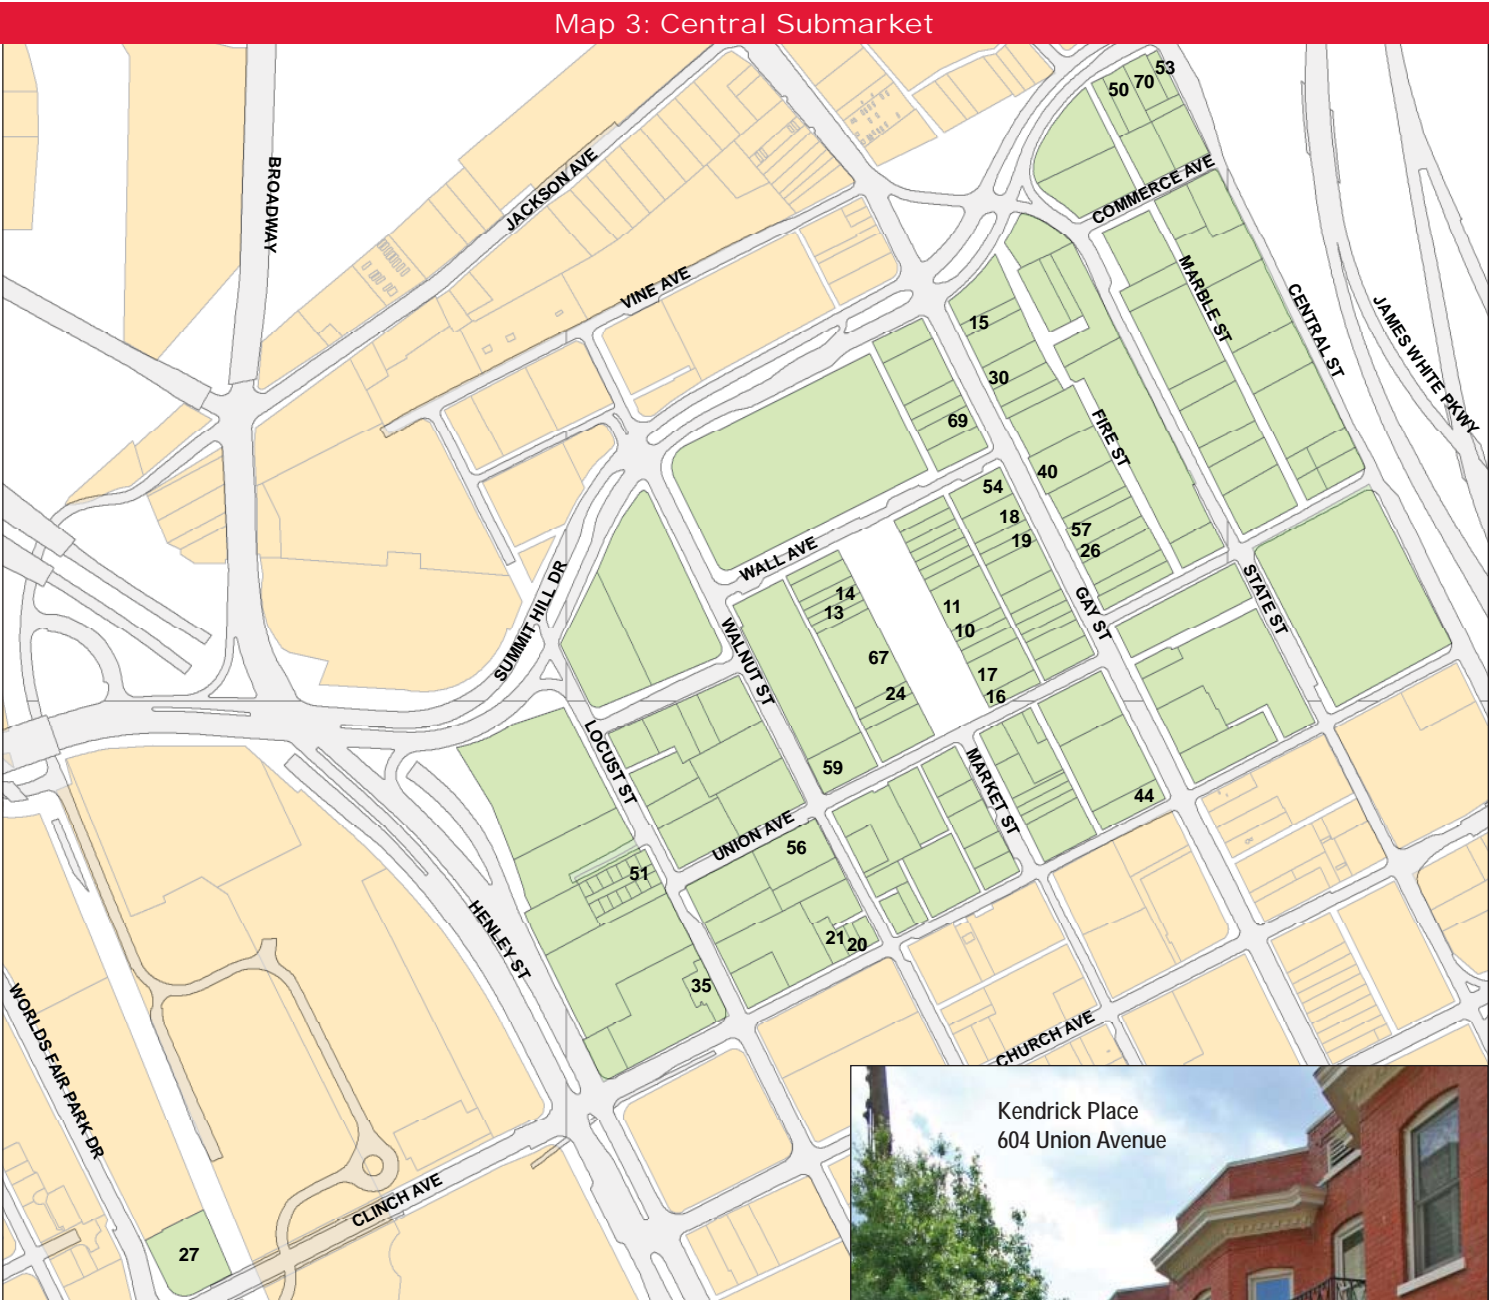 Map 3: Central Submarket
53
70
50
BROADWAY
JACKSON AVE
COMMERCE AVE
VINE AVE
MARBLE ST
CENTRAL ST
JAMES WHITE PKWY
15
30
69
FIRE ST
40
54
18
57
19
26
WALL AVE
SUMMIT HILL DR
14
13
11
10
GAY ST
STATE ST
WALNUT ST
67
24
17
16
LOCUST ST
59
MARKET ST
44
UNION AVE
56
51
HENLEY ST
21
20
35
WORLDS FAIR PARK DR
CHURCH AVE
CLINCH AVE
27
Kendrick Place
604 Union Avenue